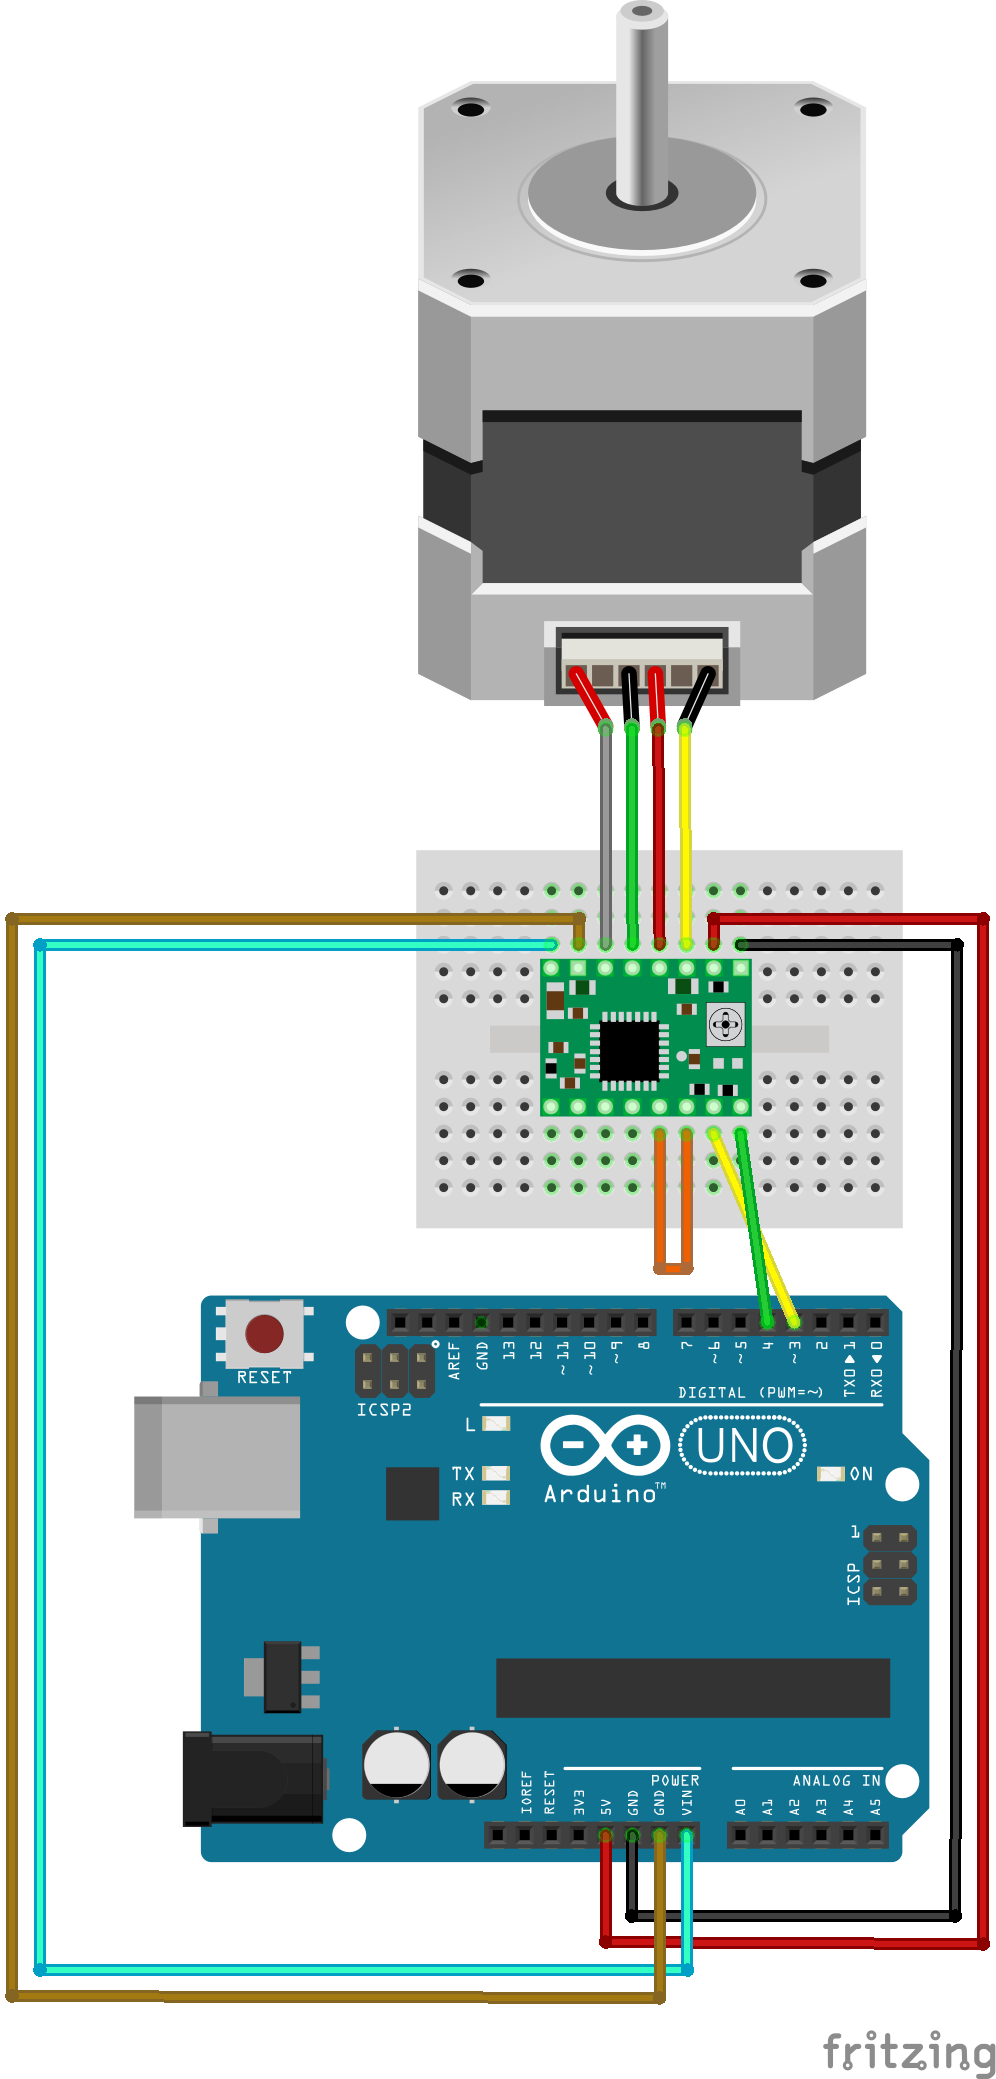 RESET
ICSP2
AREF
GND
13
12
~11
~10
~9
8
7
~6
~5
4
~3
2
TX0▶1
RX0◀0
DIGITAL (PWM=~)
L
TX
RX
Arduino™
UNO
ON
1
ICSP
IOREF
RESET
3V3
5V
GND
GND
VIN
POWER
A0
A1
A2
A3
A4
A5
ANALOG IN
fritzing